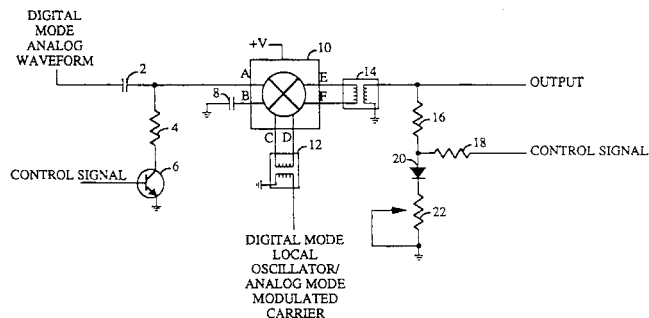 DIGITAL
MODE
ANALOG
WAVEFORM
2
+V
10
A
E
14
OUTPUT
8
B
F
16
4
C
D
12
18
CONTROL SIGNAL
20
CONTROL SIGNAL
6
22
DIGITAL MODE
LOCAL
OSCILLATOR/
ANALOG MODE
MODULATED
CARRIER